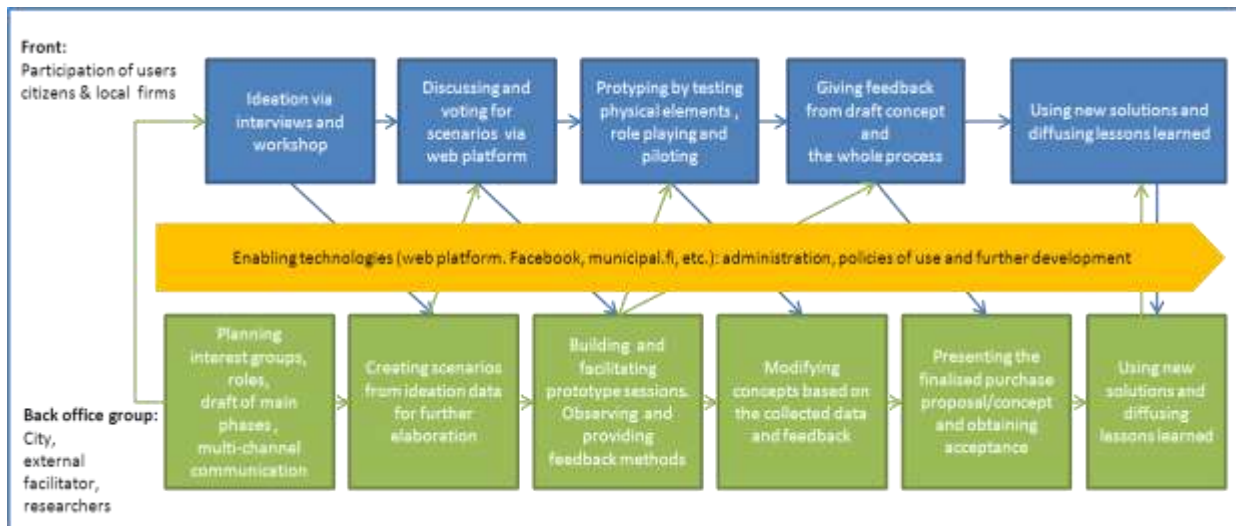 Front:
Participation of users
citizens & local firms
Ideation via
interviews and
workshop
Discussing and
voting for
scenarios via
web platform
Protyping by testing
physical elements ,
role playing and
piloting
Giving feedback
from draft concept
and
the whole process
Using new solutions and
diffusing lessons learned
Enabling technologies (web platform. Facebook, municipal.fi, etc.): administration, policies of use and further development
Planning
interest groups,
roles,
draft of main
phases ,
multi-channel
communication
Creating scenarios
from ideation data
for further
elaboration
Building and
facilitating
prototype sessions.
Observing and
providing
feedback methods
Modifying
concepts based on
the collected data
and feedback
Presenting the
finalised purchase
proposal/concept
and obtaining
acceptance
Using new
solutions and
diffusing
lessons learned
Back office group:
City,
external
facilitator,
researchers